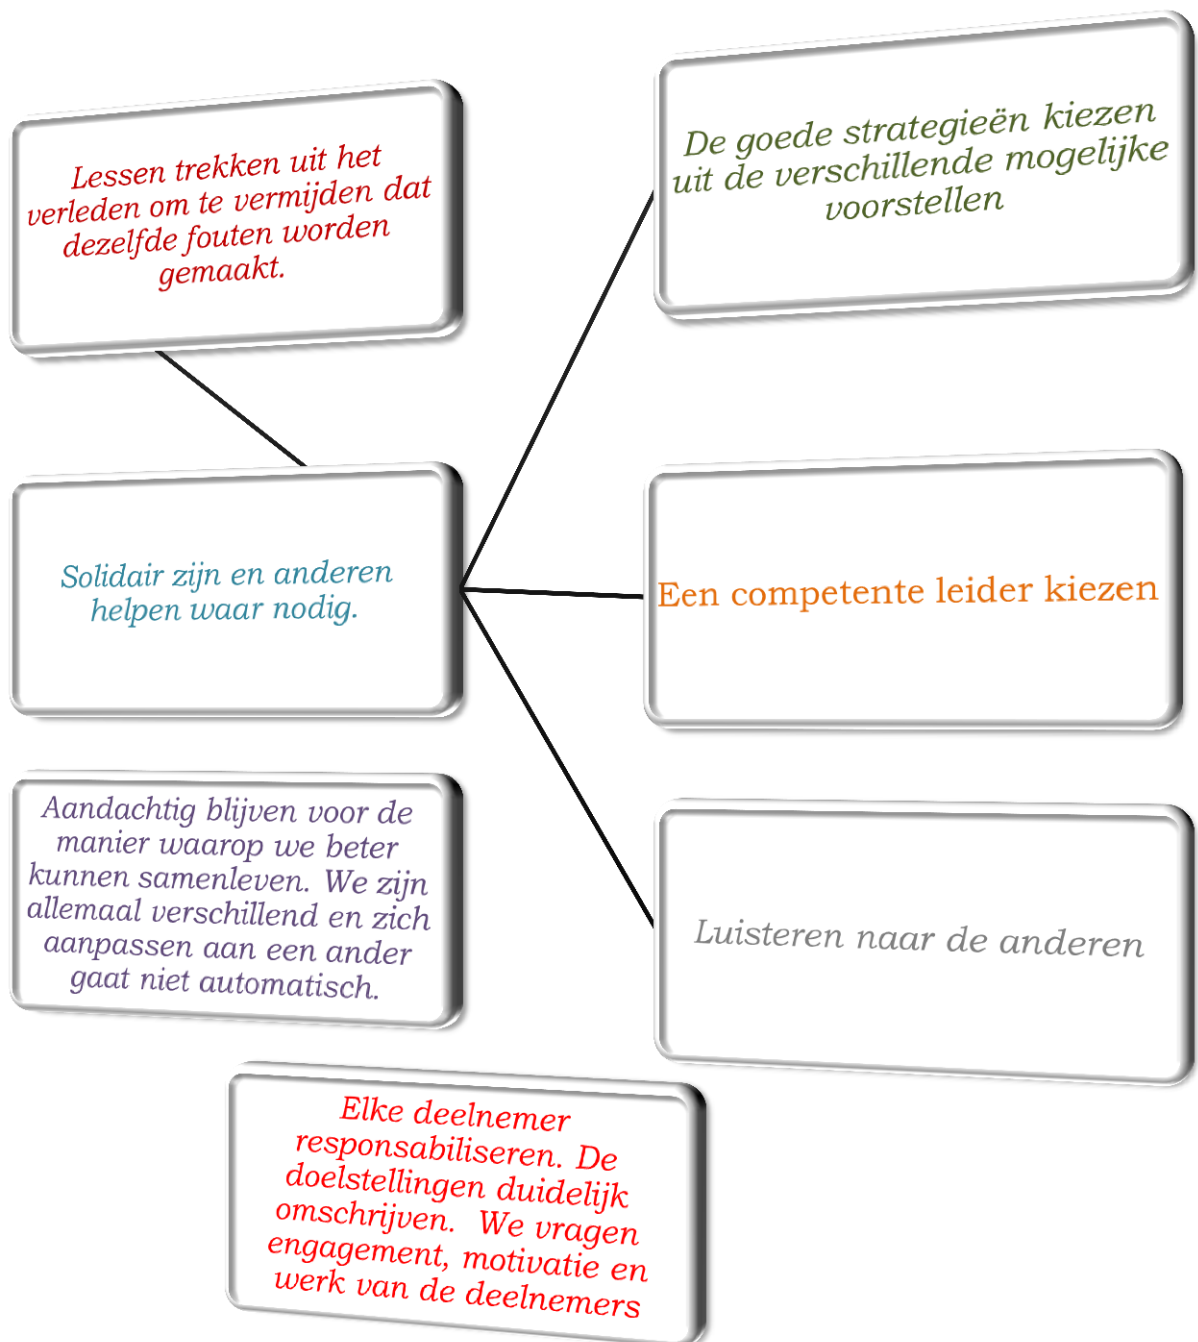 Lessen trekken uit het
verleden om te vermijden dat
dezelfde fouten worden
gemaakt.
De goede strategieën kiezen
uit de verschillende mogelijke
voorstellen
Solidair zijn en anderen
helpen waar nodig.
Een competente leider kiezen
Aandachtig blijven voor de
manier waarop we beter
kunnen samenleven. We zijn
allemaal verschillend en zich
aanpassen aan een ander
gaat niet automatisch.
Luisteren naar de anderen
Elke deelnemer
responsabiliseren. De
doelstellingen duidelijk
omschrijven.  We vragen
engagement, motivatie en
werk van de deelnemers